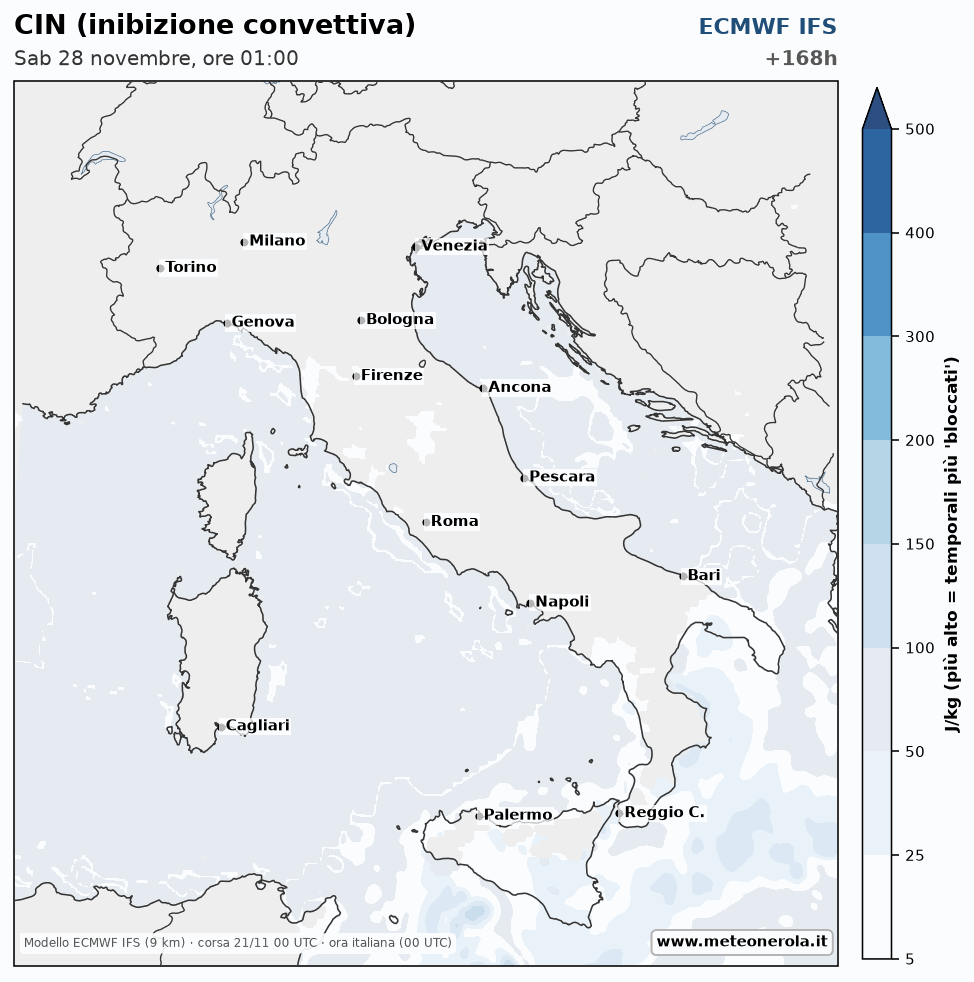 CIN (inibizione convettiva)
ECMWF IFS
Sab 28 novembre, ore 01:00
+168h
Milano
Venezia
Torino
Genova
Bologna
Firenze
Ancona
Pescara
Roma
Bari
Napoli
Cagliari
Palermo
Reggio C.
Modello ECMWF IFS (9 km) · corsa 21/11 00 UTC · ora italiana (00 UTC)
www.meteonerola.it
500
400
300
200
150
100
50
25
5
J/kg (più alto = temporali più 'bloccati')